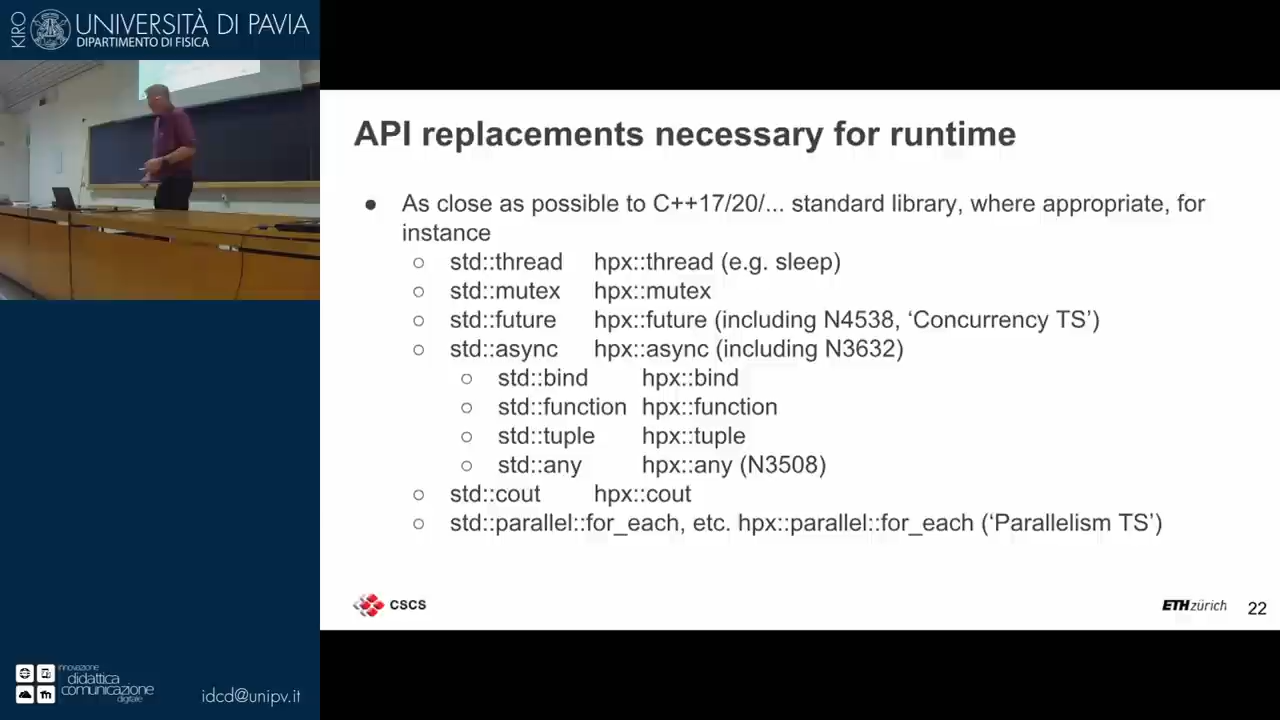 KIRO
UNIVERSITÀ DI PAVIA
DIPARTIMENTO DI FISICA
API replacements necessary for runtime
● As close as possible to C++17/20/... standard library, where appropriate, for
instance
○ std::thread hpx::thread (e.g. sleep)
○ std::mutex hpx::mutex
○ std::future hpx::future (including N4538, ‘Concurrency TS’)
○ std::async hpx::async (including N3632)
○ std::bind hpx::bind
○ std::function hpx::function
○ std::tuple hpx::tuple
○ std::any hpx::any (N3508)
○ std::cout hpx::cout
○ std::parallel::for_each, etc. hpx::parallel::for_each (‘Parallelism TS’)
CSCS
ETH zürich
22
innovazione
didattica
comunicazione
digitale
idcd@unipv.it